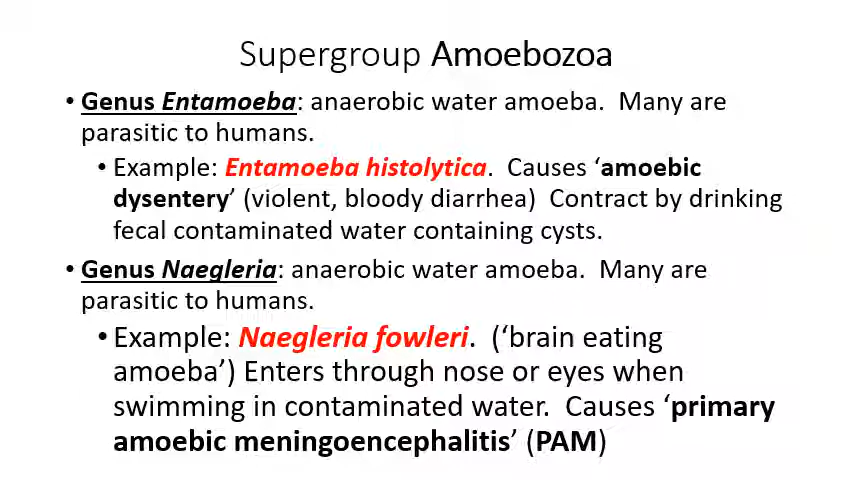 Supergroup Amoebozoa
• Genus Entamoeba: anaerobic water amoeba.  Many are
parasitic to humans.
• Example: Entamoeba histolytica.  Causes ‘amoebic
dysentery’ (violent, bloody diarrhea)  Contract by drinking
fecal contaminated water containing cysts.
• Genus Naegleria: anaerobic water amoeba.  Many are
parasitic to humans.
• Example: Naegleria fowleri.  (‘brain eating
amoeba’) Enters through nose or eyes when
swimming in contaminated water.  Causes ‘primary
amoebic meningoencephalitis’ (PAM)